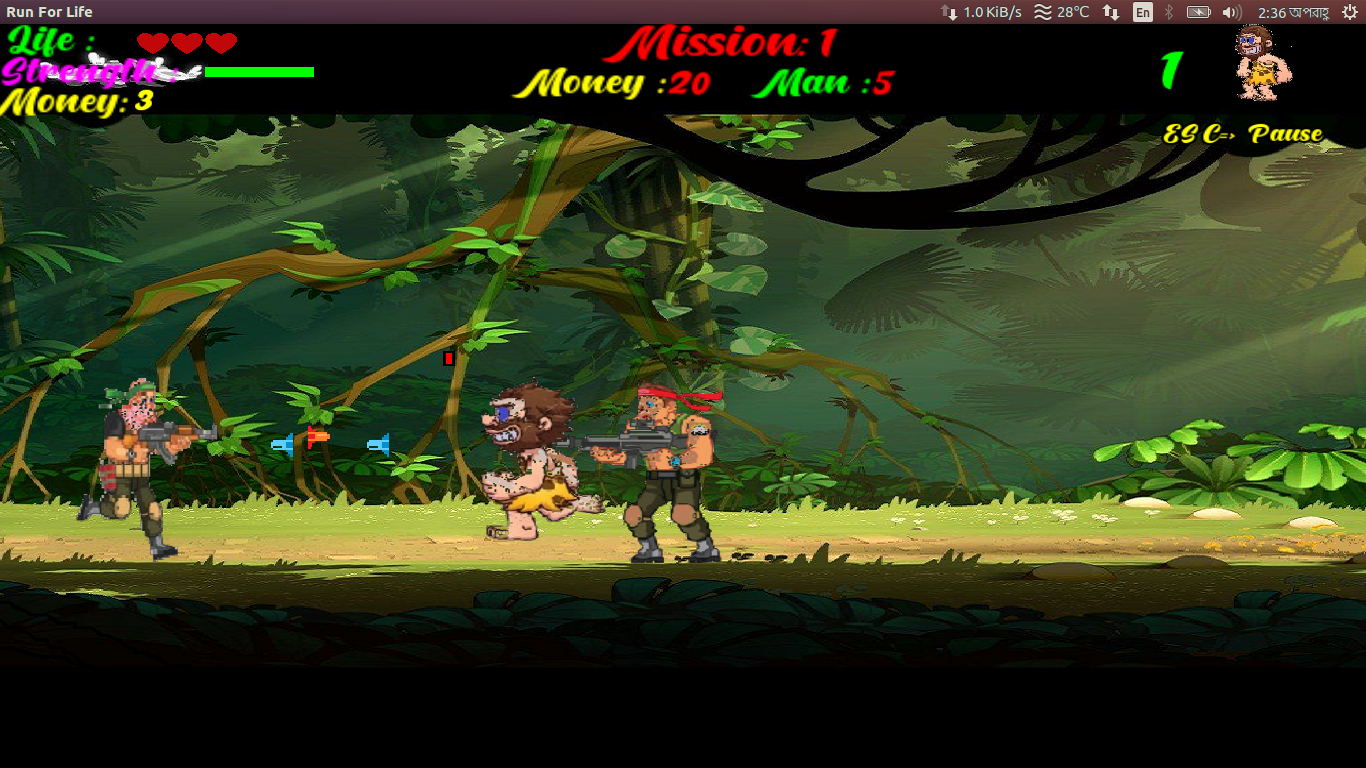 Run For Life 1.0 KiB/s 28°C En 2:36 অপরাহ্ণ
Life : Mission: 1
Strength : Money :20 Man :5 1
Money: 3
ESC=> Pause